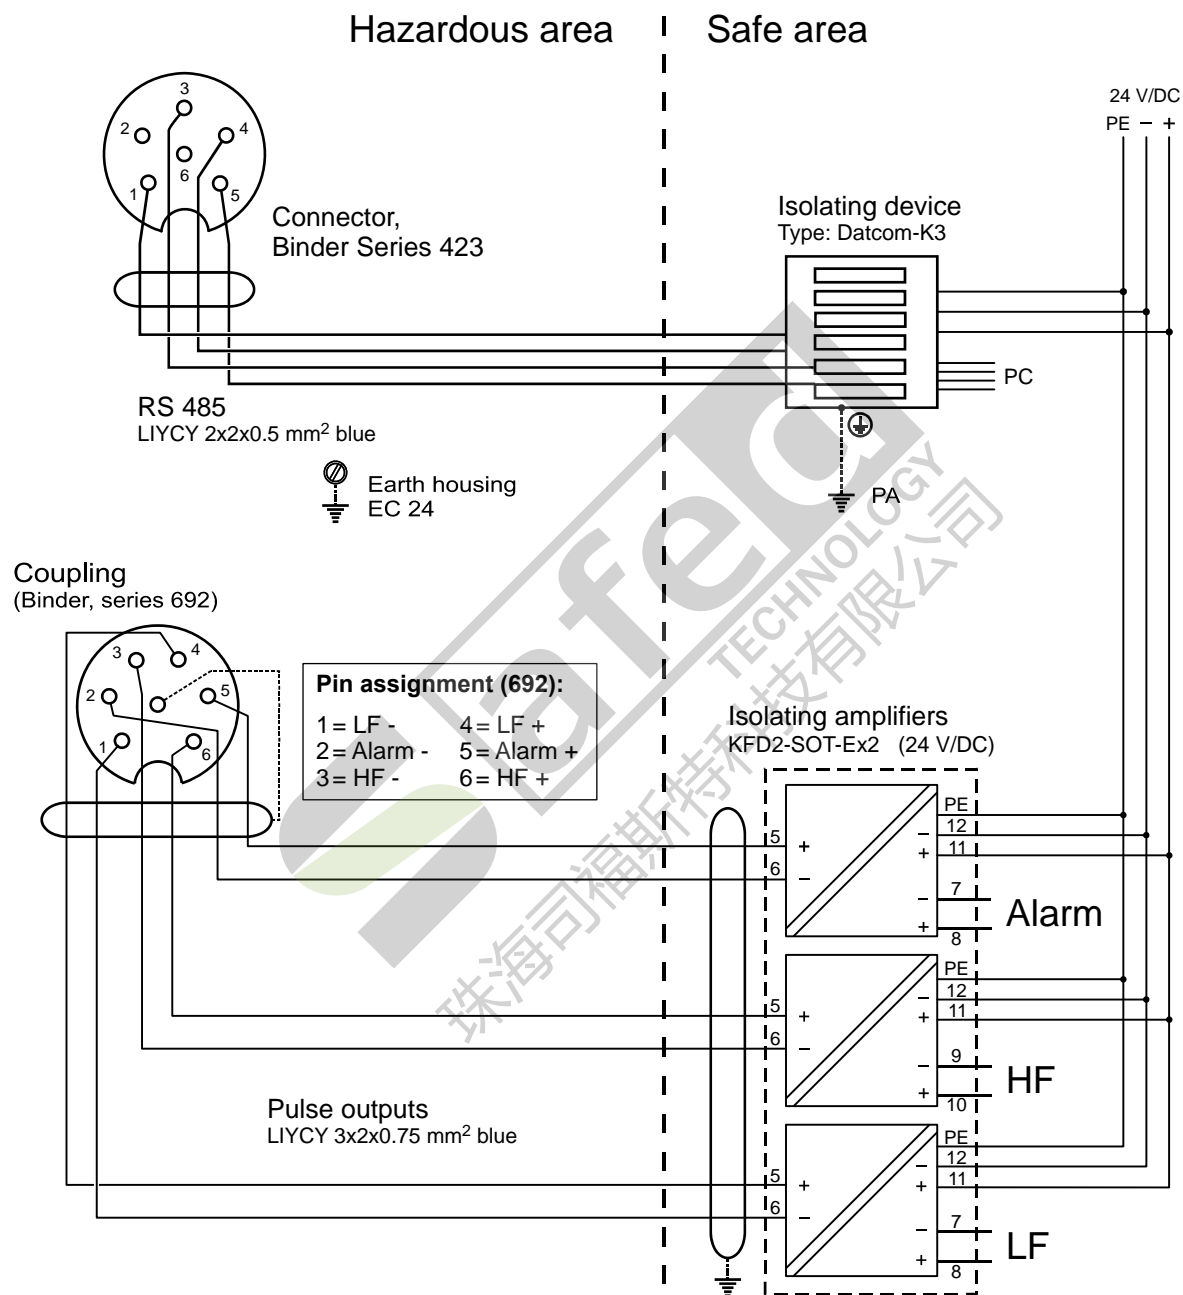 Hazardous area
Safe area
24 V/DC
PE − +
3
2
4
6
1
5
Connector,
Binder Series 423
Isolating device
Type: Datcom-K3
PC
RS 485
LIYCY 2x2x0.5 mm² blue
Earth housing
EC 24
PA
Safed
TECHNOLOGY
珠海司福斯特科技有限公司
Coupling
(Binder, series 692)
3
4
2
5
1
6
Pin assignment (692):
1= LF - 4= LF +
2= Alarm - 5= Alarm +
3= HF - 6= HF +
Isolating amplifiers
KFD2-SOT-Ex2 (24 V/DC)
PE
5 + − 12
+ 11
6 −
− 7
Alarm
+ 8
PE
− 12
5 + + 11
6 −
− 9
HF
+ 10
Pulse outputs
LIYCY 3x2x0.75 mm² blue
PE
− 12
5 + + 11
6 −
− 7
LF
+ 8